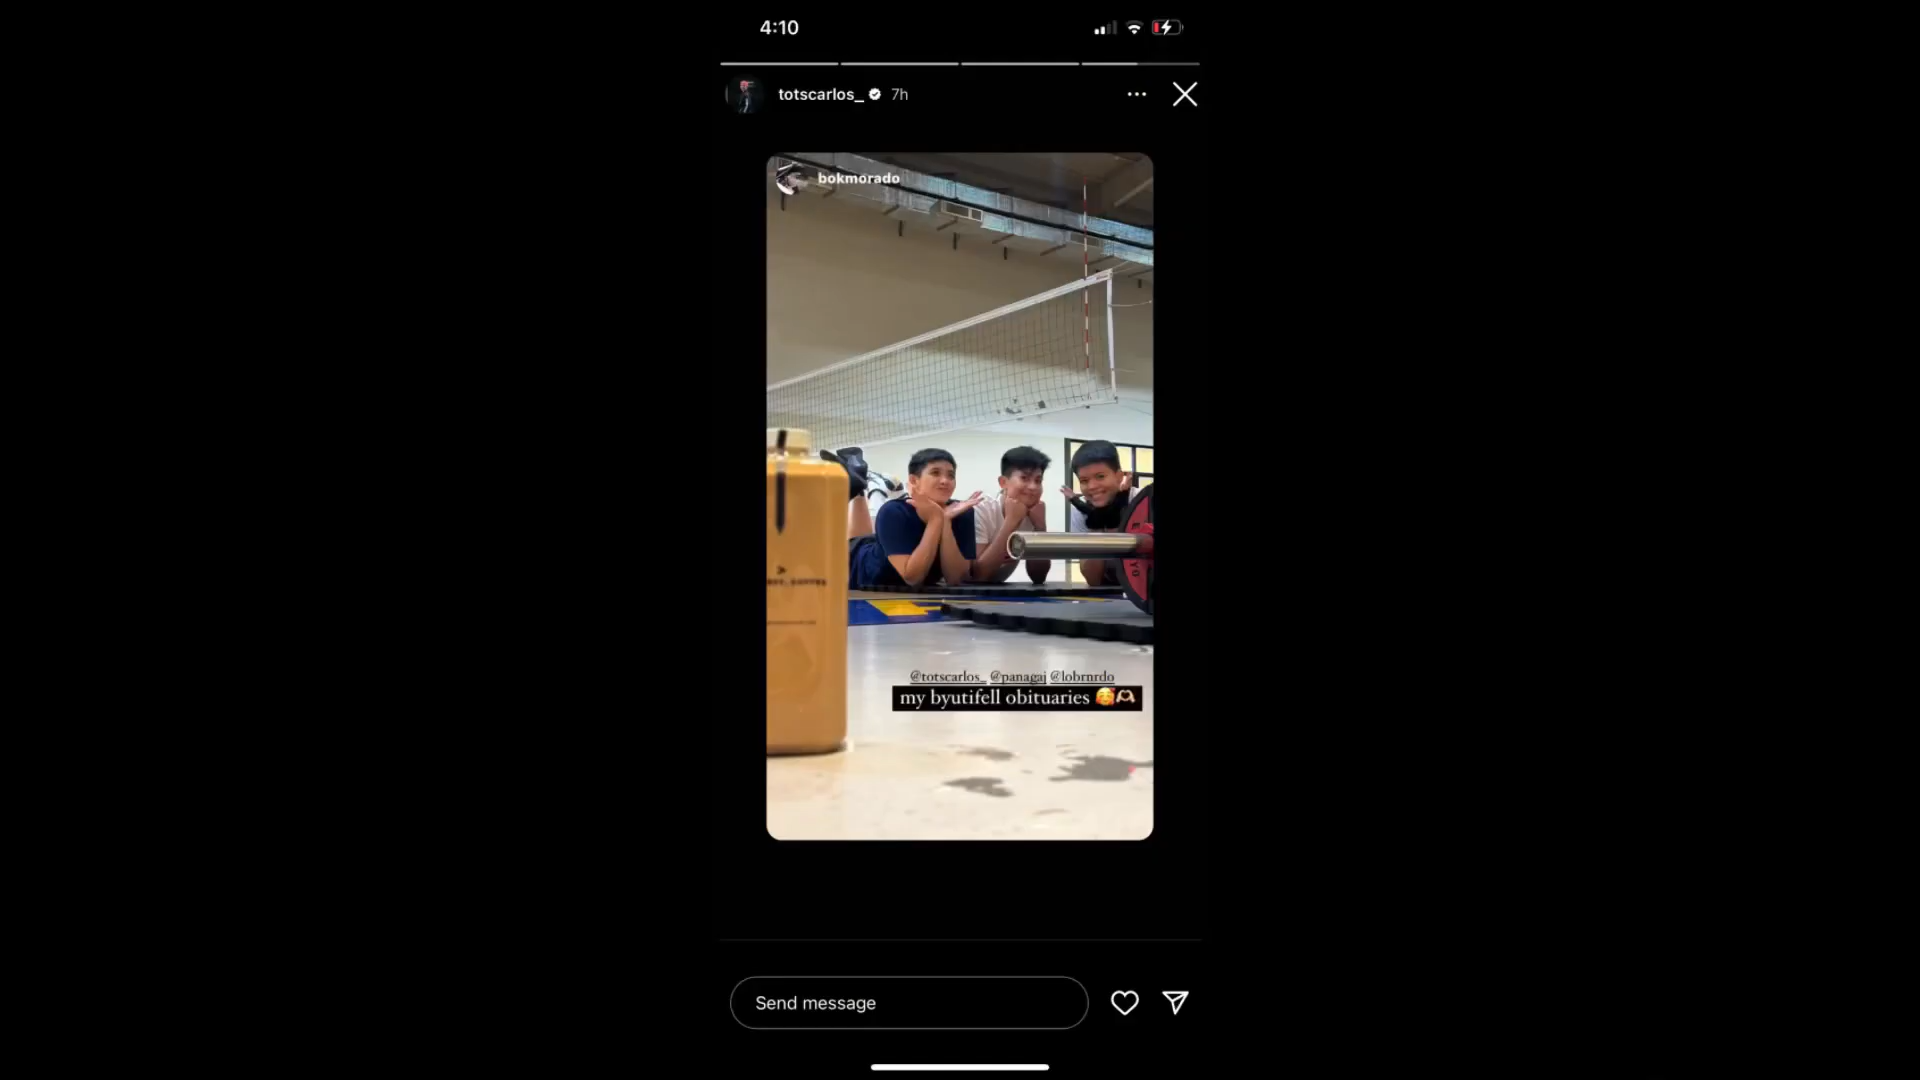 4:10
totscarlos_ 7h
bokmorado
@totscarlos_ @panagaj @lobrnrdo
my byutifell obituaries 🥰🫶
Send message